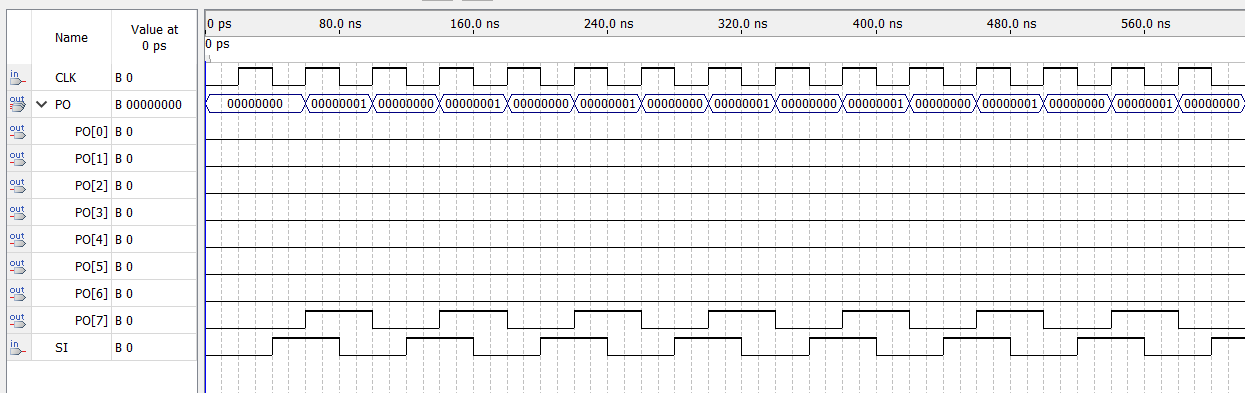 Name Value at 0 ps
0 ps 80.0 ns 160.0 ns 240.0 ns 320.0 ns 400.0 ns 480.0 ns 560.0 ns
0 ps
in CLK B 0
out PO B 00000000 00000000 00000001 00000000 00000001 00000000 00000001 00000000 00000001 00000000 00000001 00000000 00000001 00000000 00000001 00000000
out PO[0] B 0
out PO[1] B 0
out PO[2] B 0
out PO[3] B 0
out PO[4] B 0
out PO[5] B 0
out PO[6] B 0
out PO[7] B 0
in SI B 0